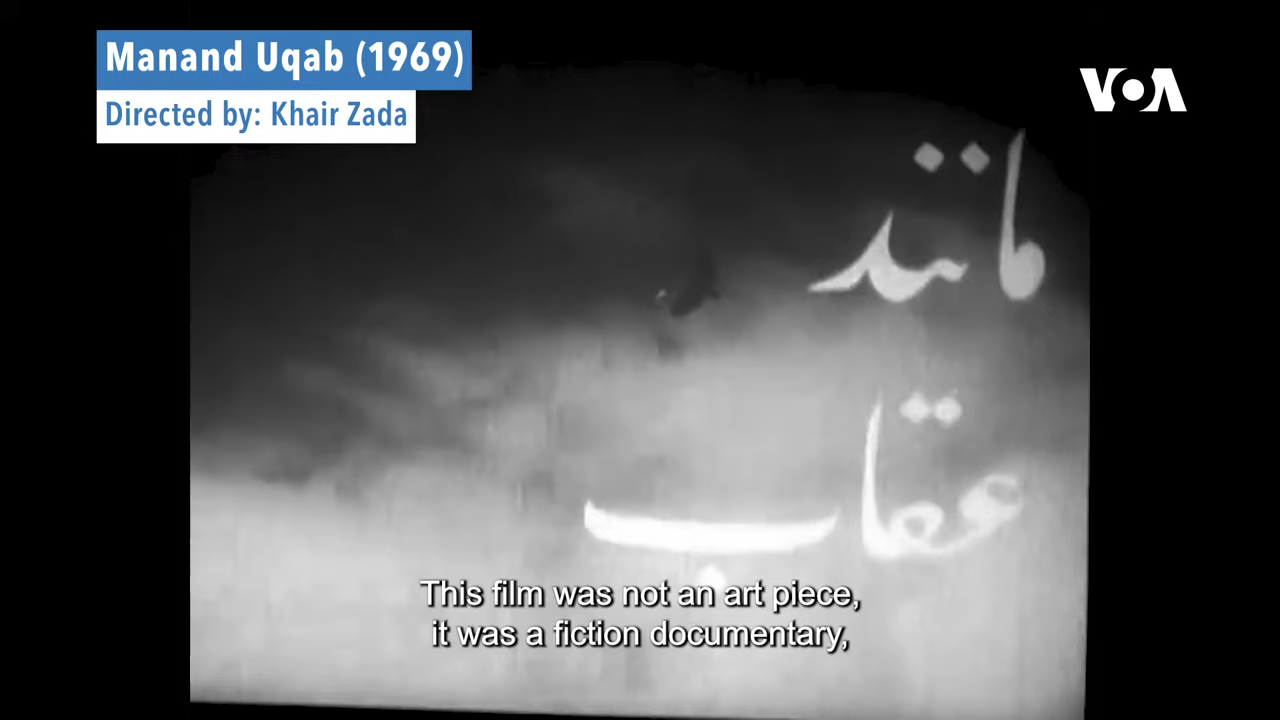 Manand Uqab (1969)
Directed by: Khair Zada
VOA
مانند
عقاب
This film was not an art piece,
it was a fiction documentary,